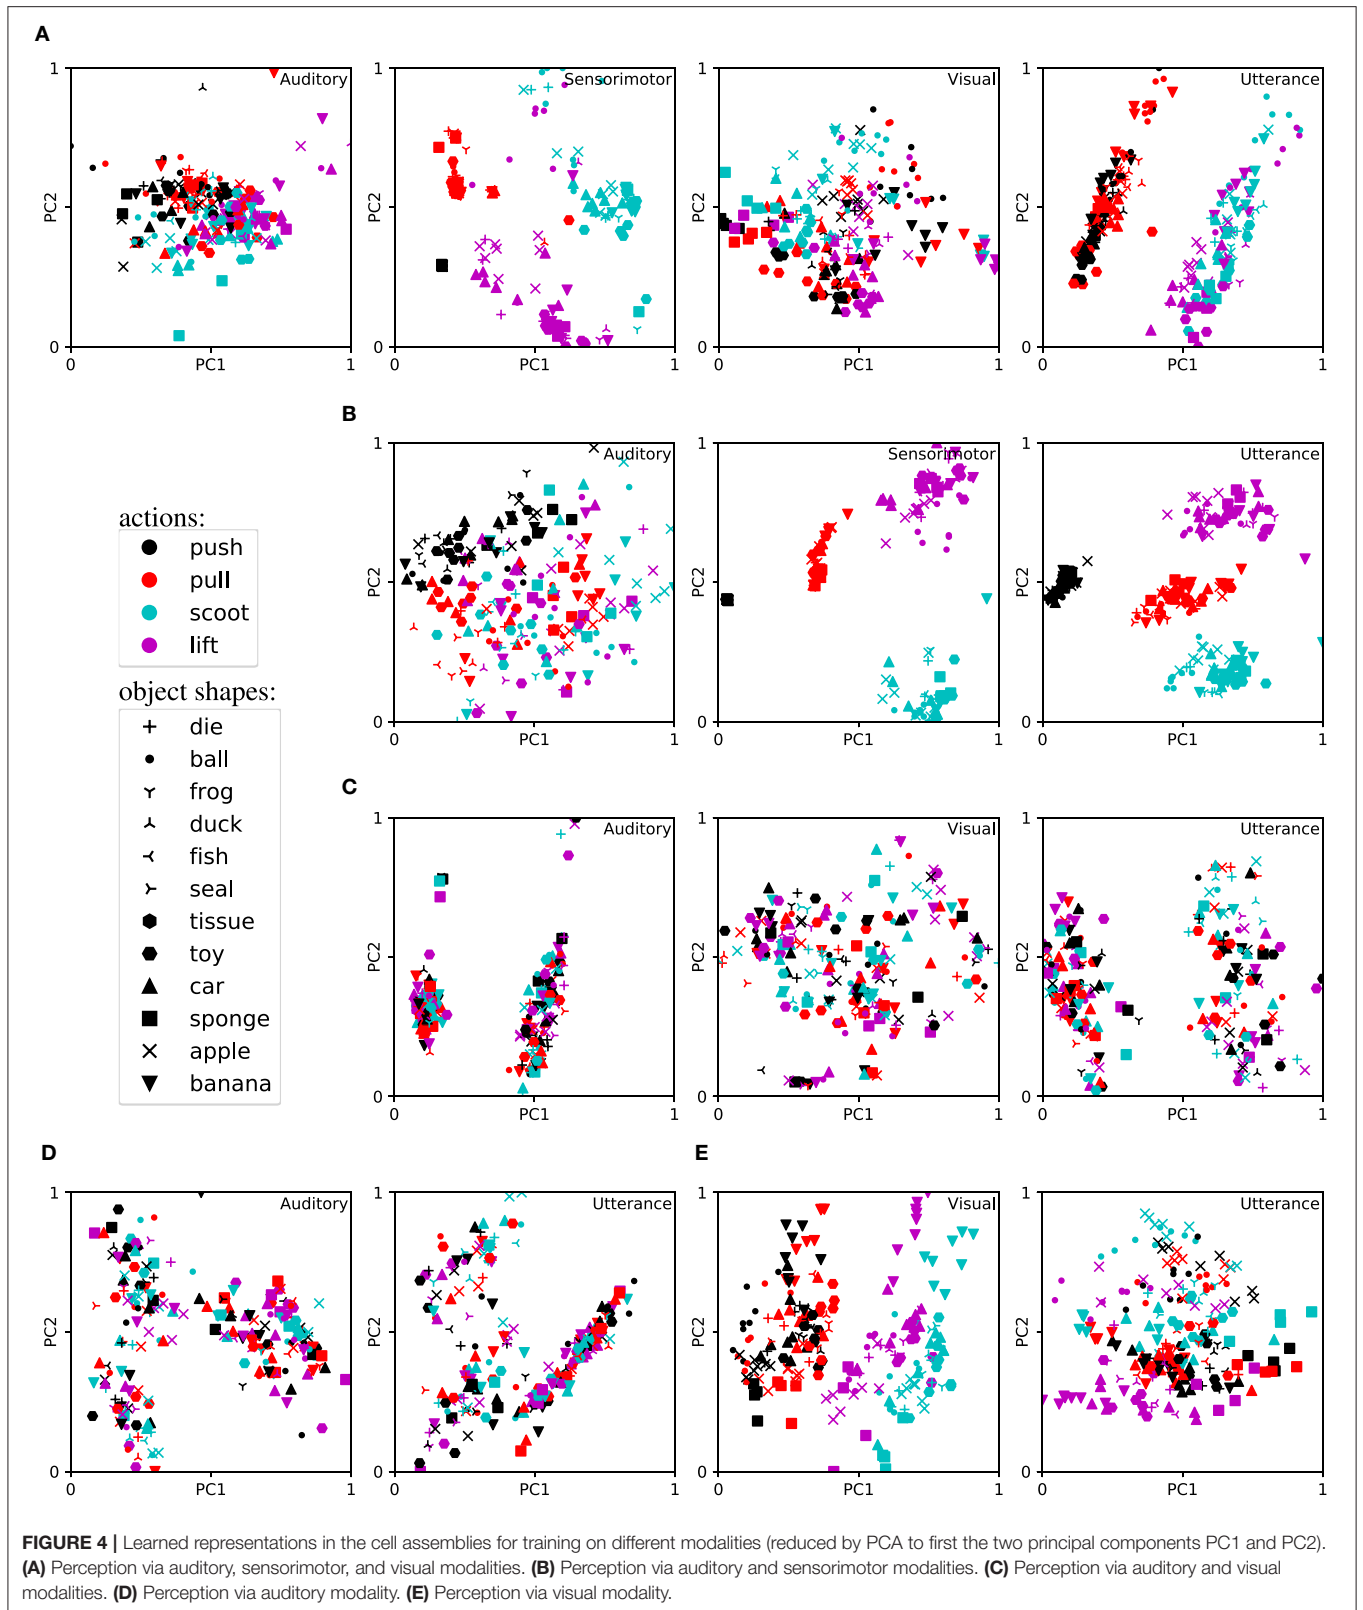 A
1
Auditory
PC2
0
0
PC1
1
1
Sensorimotor
PC2
0
0
PC1
1
1
Visual
PC2
0
0
PC1
1
1
Utterance
PC2
0
0
PC1
1
B
1
Auditory
PC2
0
0
PC1
1
1
Sensorimotor
PC2
0
0
PC1
1
1
Utterance
PC2
0
0
PC1
1
actions:
push
pull
scoot
lift
object shapes:
die
ball
frog
duck
fish
seal
tissue
toy
car
sponge
apple
banana
C
1
Auditory
PC2
0
0
PC1
1
1
Visual
PC2
0
0
PC1
1
1
Utterance
PC2
0
0
PC1
1
D
1
Auditory
PC2
0
0
PC1
1
1
Utterance
PC2
0
0
PC1
1
E
1
Visual
PC2
0
0
PC1
1
1
Utterance
PC2
0
0
PC1
1
FIGURE 4 | Learned representations in the cell assemblies for training on different modalities (reduced by PCA to first the two principal components PC1 and PC2).
(A) Perception via auditory, sensorimotor, and visual modalities. (B) Perception via auditory and sensorimotor modalities. (C) Perception via auditory and visual
modalities. (D) Perception via auditory modality. (E) Perception via visual modality.